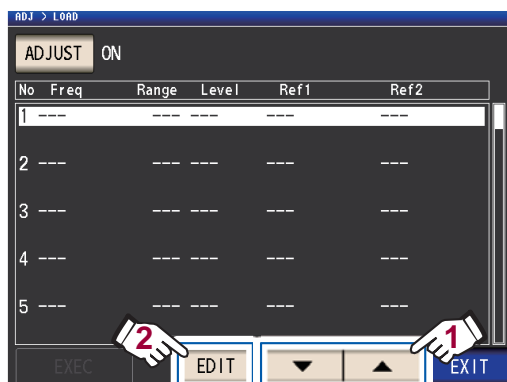 ADJ > LOAD
ADJUST ON
No Freq Range Level Ref1 Ref2
1 --- --- --- --- ---
2 --- --- --- --- ---
3 --- --- --- --- ---
4 --- --- --- --- ---
5 --- --- --- --- ---
2 1
EXEC EDIT ▼ ▲ EXIT